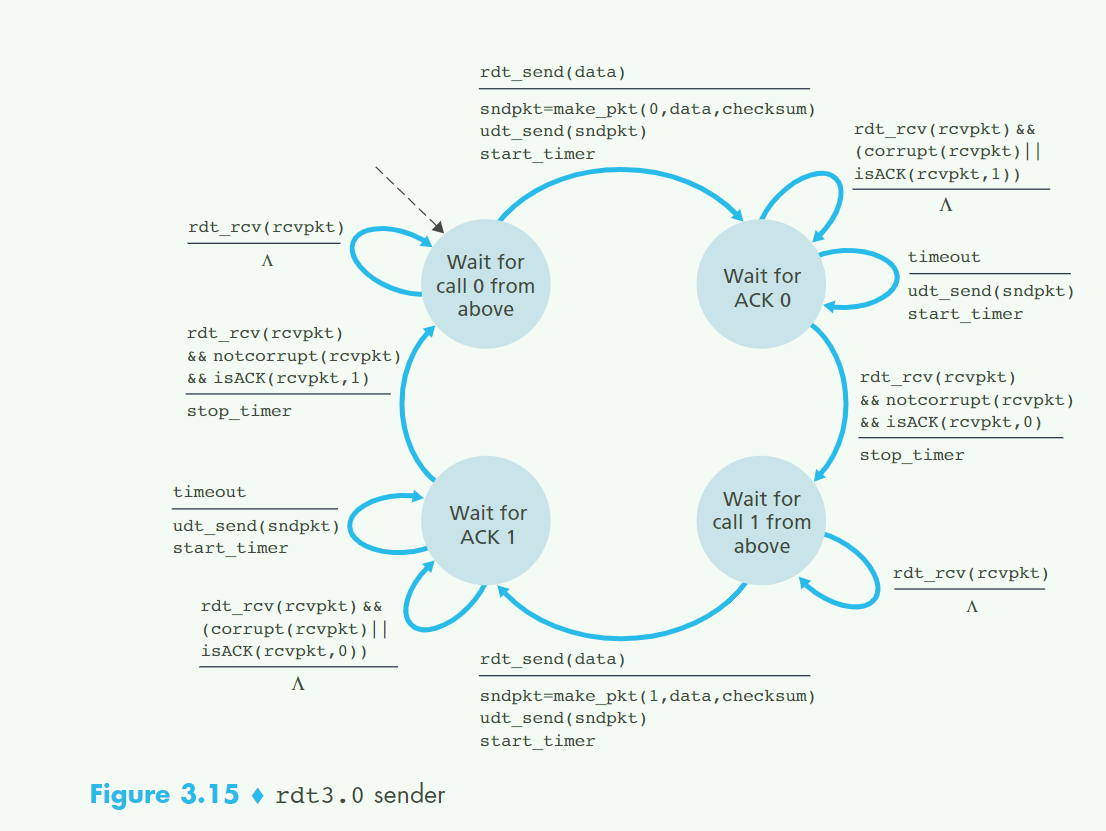 rdt_send(data)
sndpkt=make_pkt(0,data,checksum)
udt_send(sndpkt)
start_timer
rdt_rcv(rcvpkt) &&
(corrupt(rcvpkt)||
isACK(rcvpkt,1))
Λ
rdt_rcv(rcvpkt)
Λ
Wait for
call 0 from
above
Wait for
ACK 0
timeout
udt_send(sndpkt)
start_timer
rdt_rcv(rcvpkt)
&& notcorrupt(rcvpkt)
&& isACK(rcvpkt,1)
stop_timer
rdt_rcv(rcvpkt)
&& notcorrupt(rcvpkt)
&& isACK(rcvpkt,0)
stop_timer
timeout
udt_send(sndpkt)
start_timer
Wait for
ACK 1
Wait for
call 1 from
above
rdt_rcv(rcvpkt)
Λ
rdt_rcv(rcvpkt) &&
(corrupt(rcvpkt)||
isACK(rcvpkt,0))
Λ
rdt_send(data)
sndpkt=make_pkt(1,data,checksum)
udt_send(sndpkt)
start_timer
Figure 3.15 ♦ rdt3.0 sender